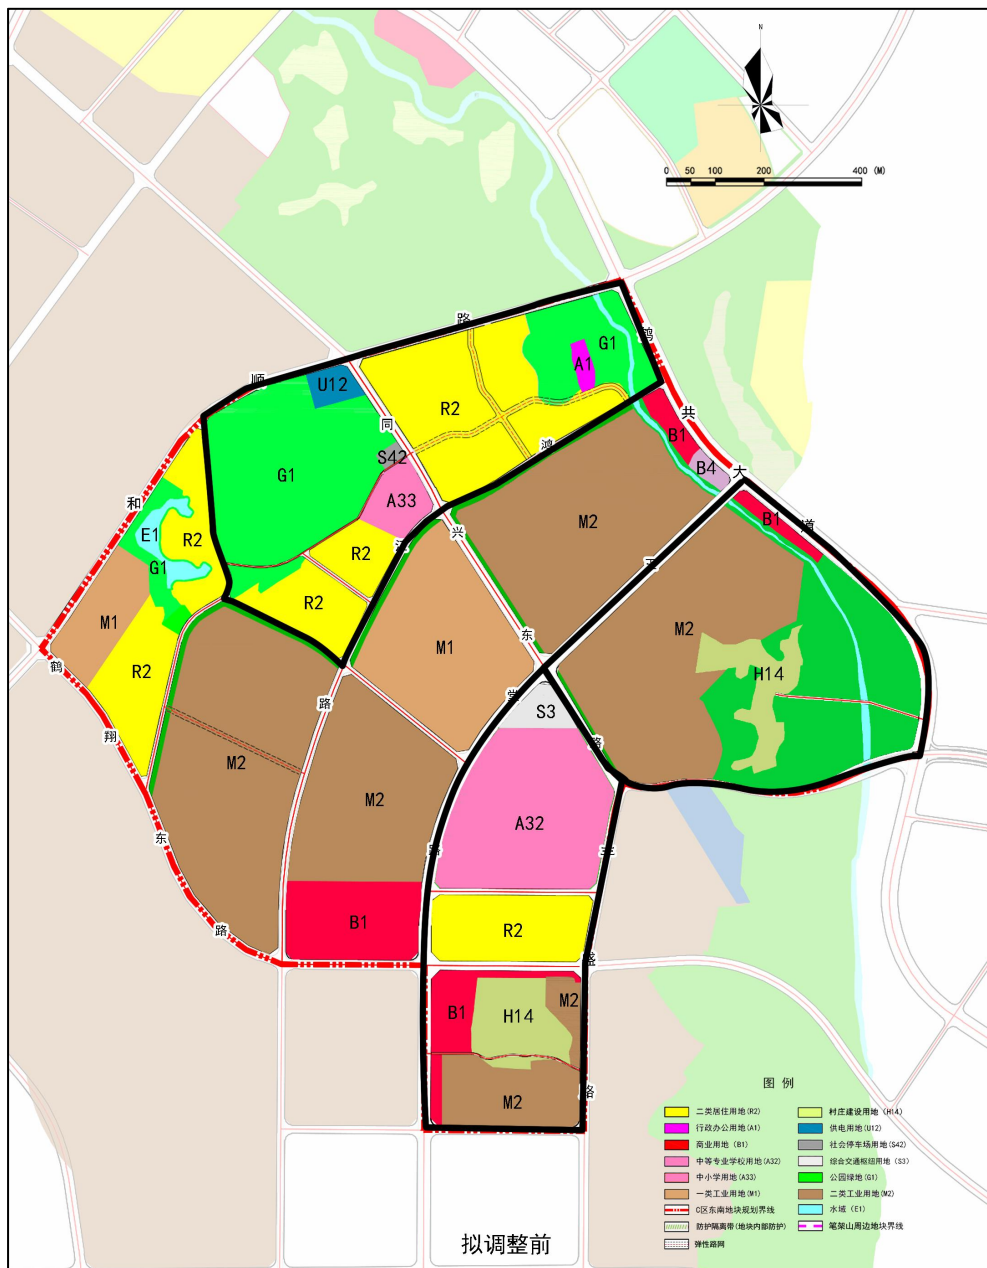 N
0 50 100 200 400 (M)
路
鹤
顺
U12
A1
G1
R2
同
共
B1
鸿
S42
B4
大
G1
A33
和
M2
B1
道
E1
R2
兴
R2
G1
R2
M1
M2
东
M1
H14
鹤
R2
堂
路
S3
翔
M2
路
M2
A32
东
路
B1
R2
盛
B1
M2
H14
M2
路
图 例
二类居住用地(R2)
村庄建设用地(H14)
行政办公用地(A1)
供电用地(U12)
商业用地(B1)
社会停车场用地(S42)
中等专业学校用地(A32)
综合交通枢纽用地(S3)
中小学用地(A33)
公园绿地(G1)
一类工业用地(M1)
二类工业用地(M2)
C区东南地块规划界线
水域(E1)
防护隔离带(地块内部防护)
笔架山周边地块界线
弹性路网
拟调整前